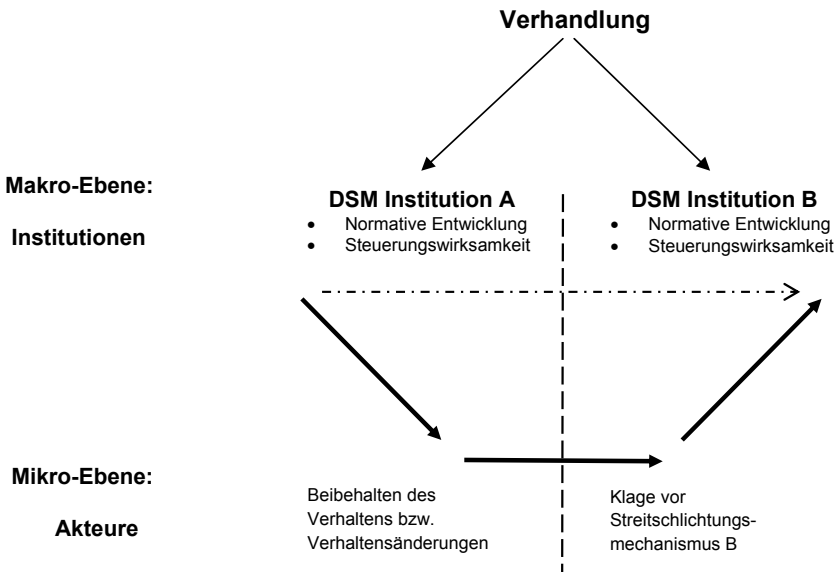 Verhandlung
Makro-Ebene:
Institutionen
DSM Institution A
• Normative Entwicklung
• Steuerungswirksamkeit
DSM Institution B
• Normative Entwicklung
• Steuerungswirksamkeit
Mikro-Ebene:
Akteure
Beibehalten des
Verhaltens bzw.
Verhaltensänderungen
Klage vor
Streitschlichtungs-
mechanismus B